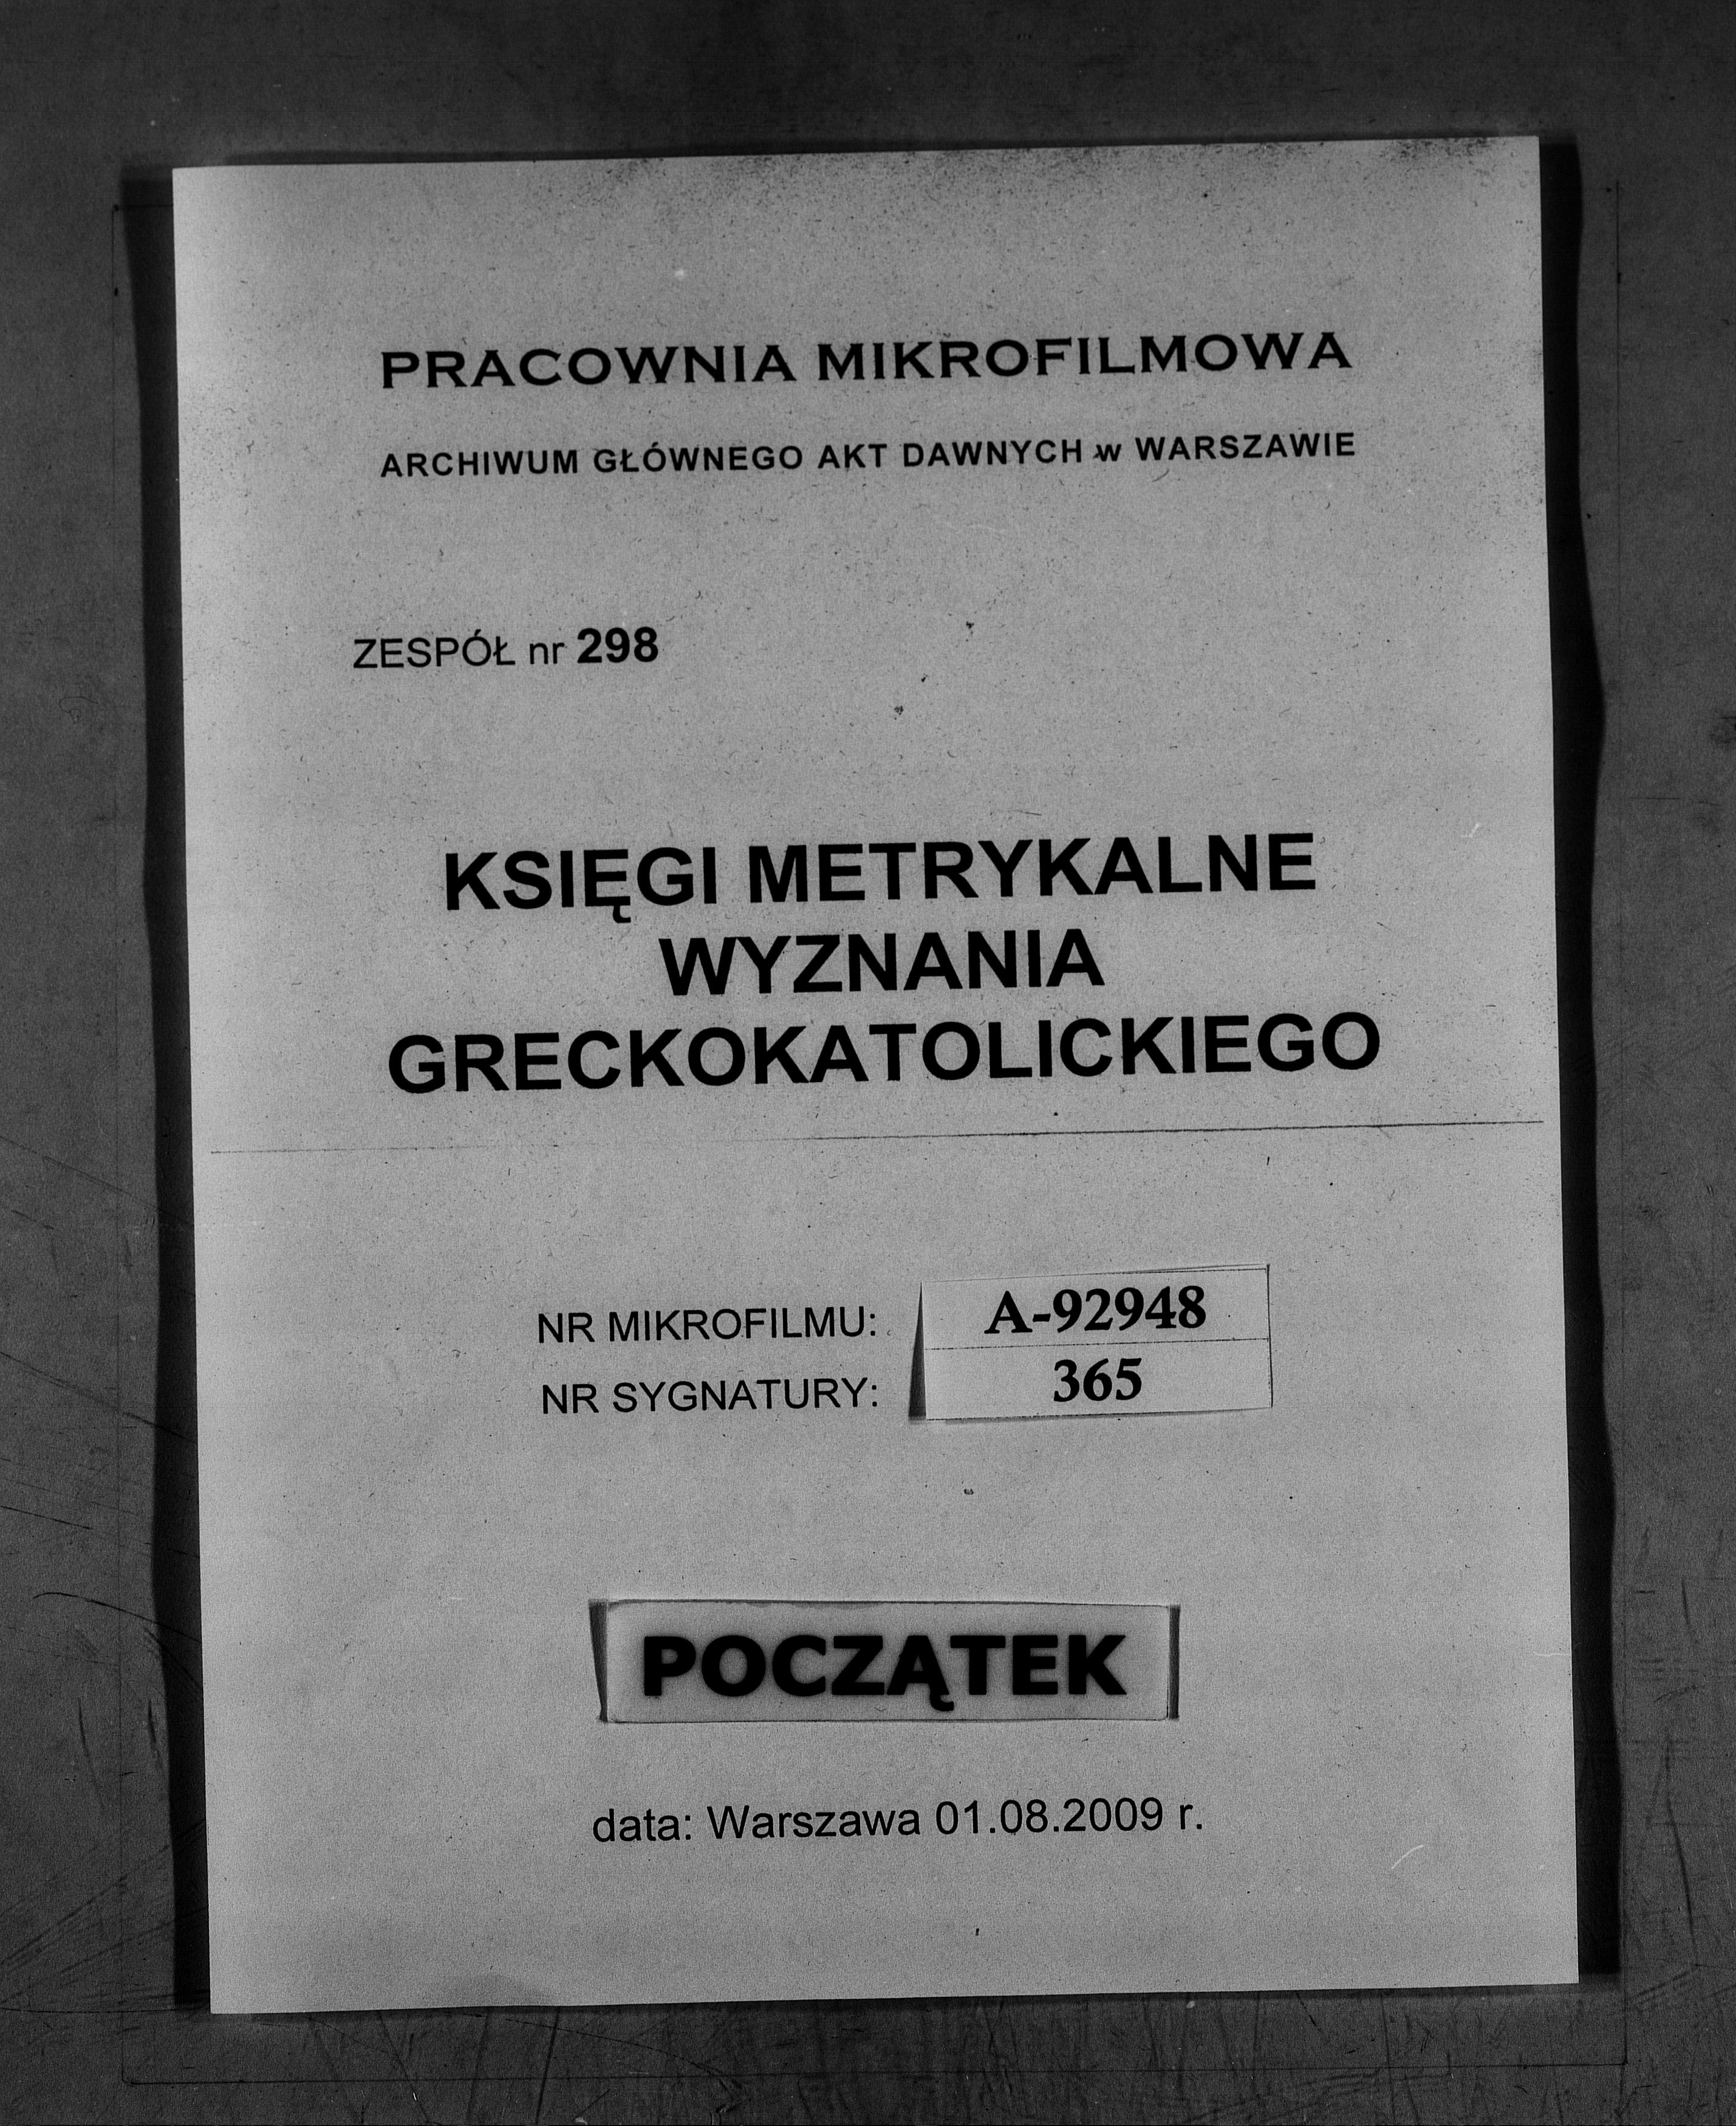 PRACOWNIA MIKROFILMOWA
ARCHIWUM GŁÓWNEGO AKT DAWNYCH w WARSZAWIE
ZESPÓŁ nr 298
KSIĘGI METRYKALNE
WYZNANIA
GRECKOKATOLICKIEGO
NR MIKROFILMU: A-92948
NR SYGNATURY: 365
POCZĄTEK
data: Warszawa 01.08.2009 r.